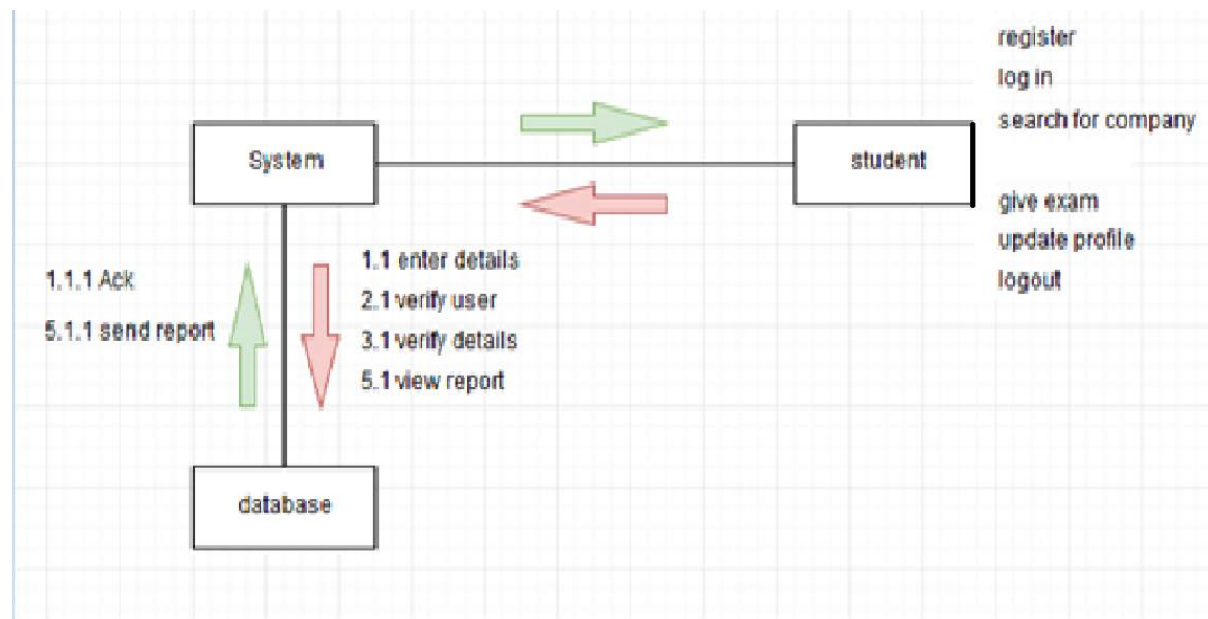 register
log in
search for company
System
student
give exam
update profile
logout
1.1 enter details
1.1.1 Ack
2.1 verify user
5.1.1 send report
3.1 verify details
5.1 view report
database